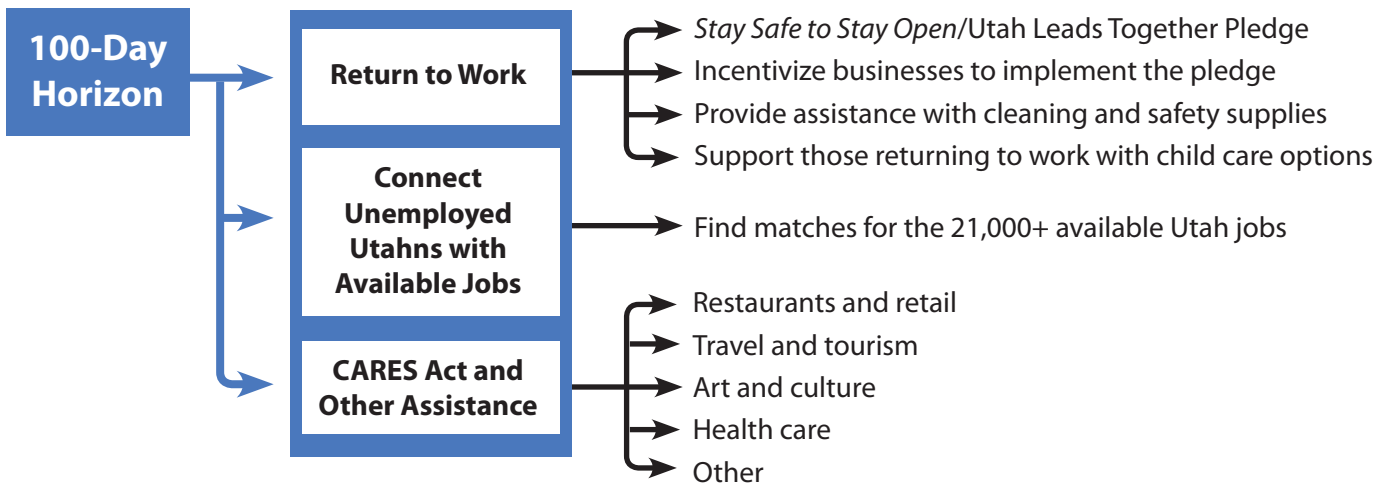 100-Day
Horizon
Return to Work
Stay Safe to Stay Open/Utah Leads Together Pledge
Incentivize businesses to implement the pledge
Provide assistance with cleaning and safety supplies
Support those returning to work with child care options
Connect
Unemployed
Utahns with
Available Jobs
Find matches for the 21,000+ available Utah jobs
CARES Act and
Other Assistance
Restaurants and retail
Travel and tourism
Art and culture
Health care
Other